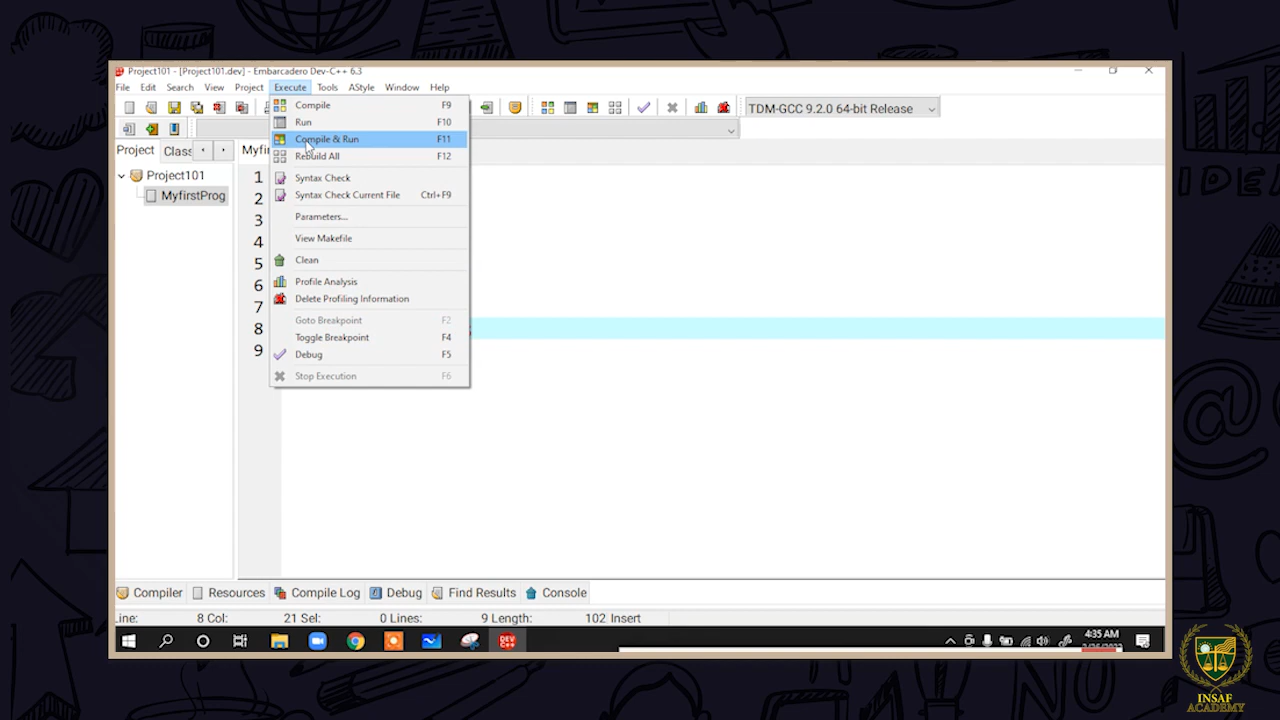 Project101 - [Project101.dev] - Embarcadero Dev-C++ 6.3
File Edit Search View Project Execute Tools AStyle Window Help
TDM-GCC 9.2.0 64-bit Release
Compile F9
Run F10
Compile & Run F11
Rebuild All F12
Syntax Check
Syntax Check Current File Ctrl+F9
Parameters...
View Makefile
Clean
Profile Analysis
Delete Profiling Information
Goto Breakpoint F2
Toggle Breakpoint F4
Debug F5
Stop Execution F6
Project Class Myfi
Project101
MyfirstProg
1
2
3
4
5
6
7
8
9
Compiler Resources Compile Log Debug Find Results Console
Line: 8 Col: 21 Sel: 0 Lines: 9 Length: 102 Insert
DEV C++
4:35 AM
IDEA
INSAF
ACADEMY